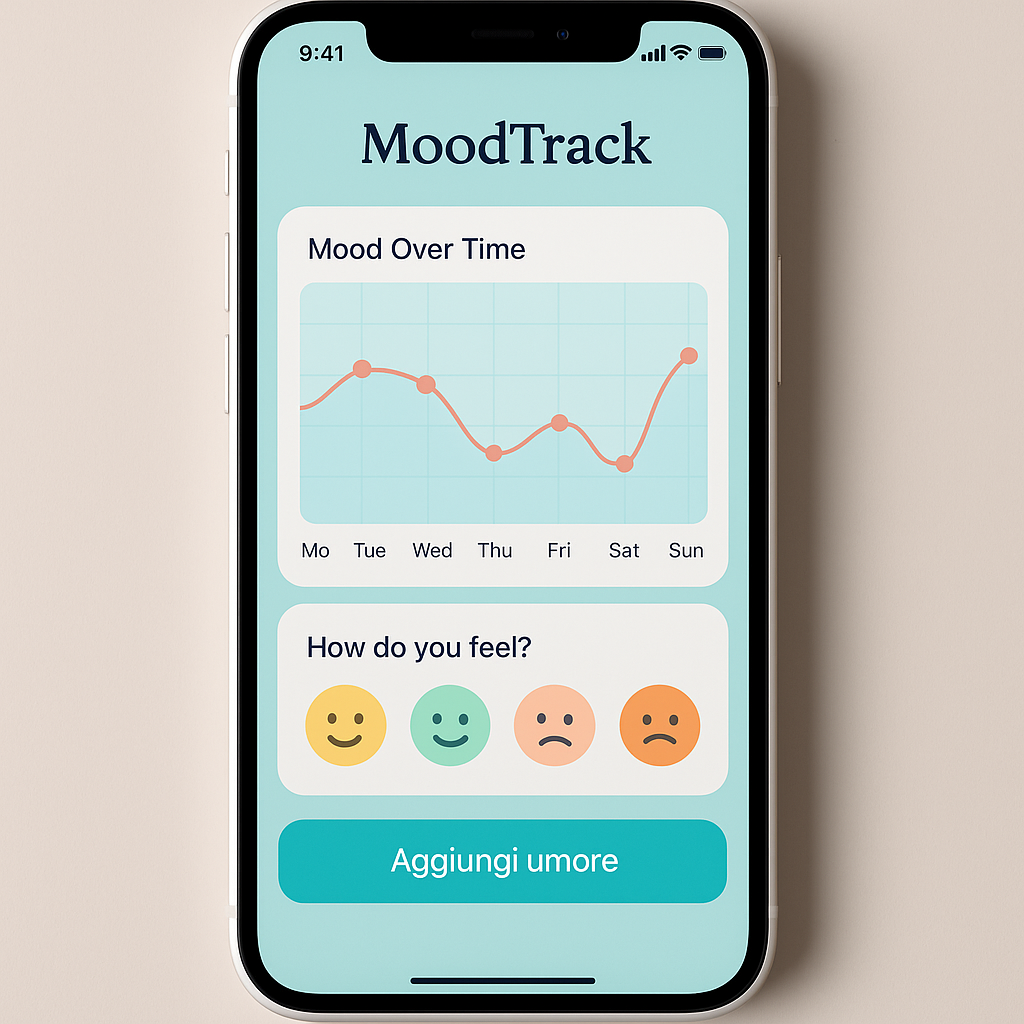 9:41
MoodTrack
Mood Over Time
Mo Tue Wed Thu Fri Sat Sun
How do you feel?
Aggiungi umore